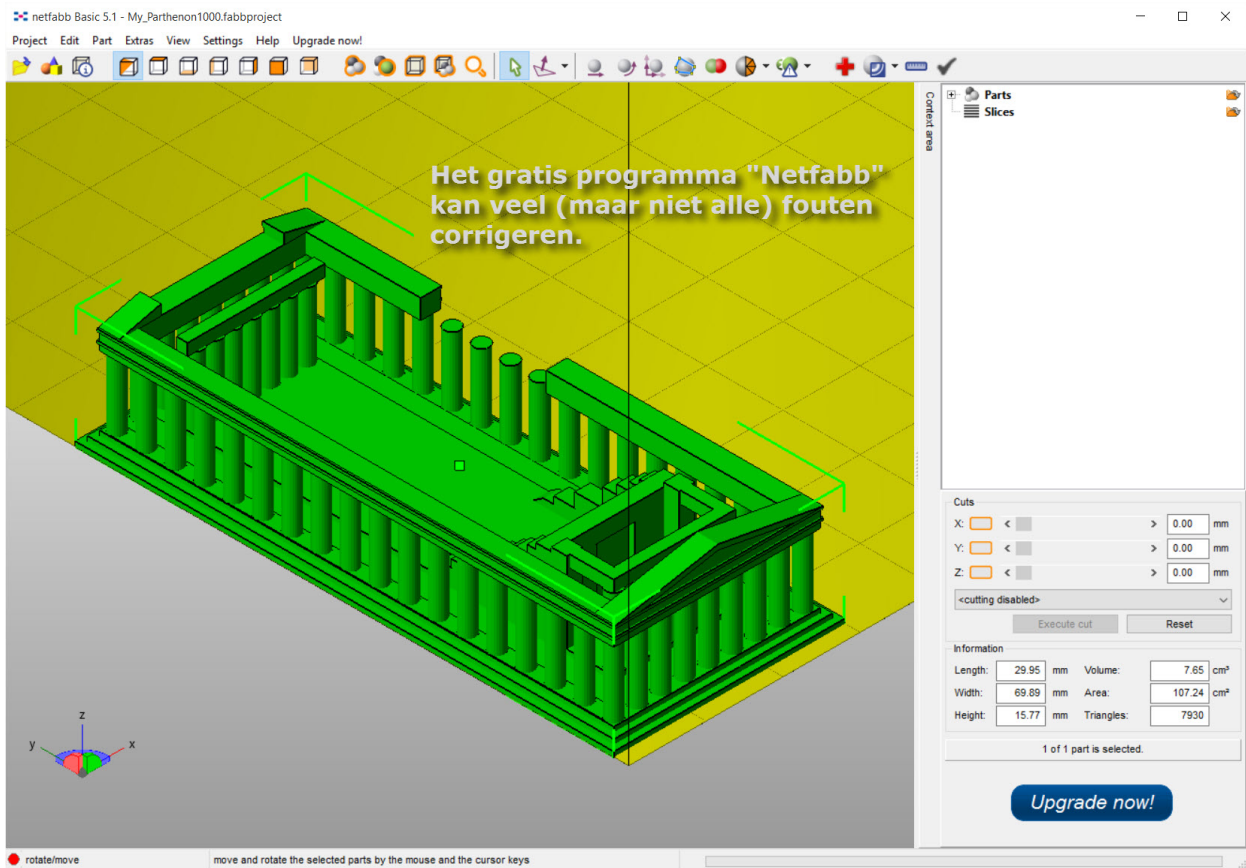 netfabb Basic 5.1 - My_Parthenon1000.fabbproject
Project Edit Part Extras View Settings Help Upgrade now!
Het gratis programma "Netfabb"
kan veel (maar niet alle) fouten
corrigeren.
z
y
x
Context area
Parts
Slices
Cuts
X: < > 0.00 mm
Y: < > 0.00 mm
Z: < > 0.00 mm
<cutting disabled>
Execute cut Reset
Information
Length: 29.95 mm Volume: 7.65 cm³
Width: 69.89 mm Area: 107.24 cm²
Height: 15.77 mm Triangles: 7930
1 of 1 part is selected.
Upgrade now!
rotate/move move and rotate the selected parts by the mouse and the cursor keys